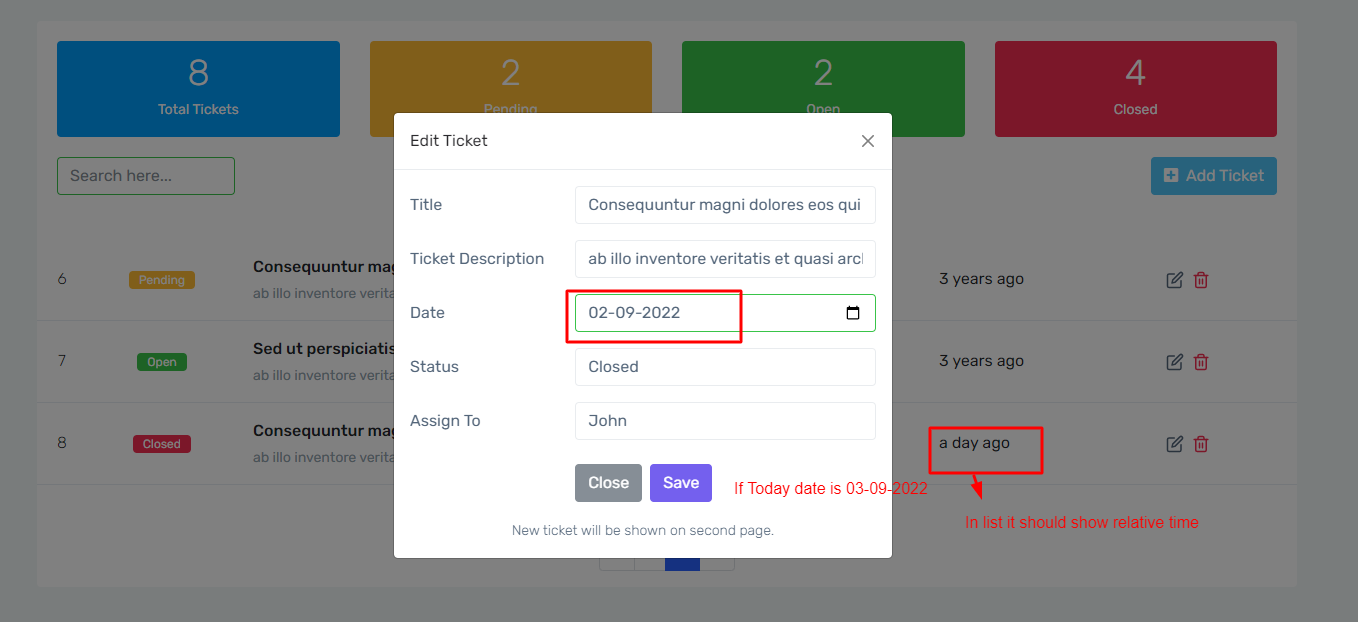 8
Total Tickets
2
Pending
2
Open
4
Closed
Search here...
Add Ticket
Edit Ticket
Title
Consequuntur magni dolores eos qui
Ticket Description
ab illo inventore veritatis et quasi arc
Date
02-09-2022
Status
Closed
Assign To
John
Close
Save
New ticket will be shown on second page.
6
Pending
Consequuntur mag
ab illo inventore verita
3 years ago
7
Open
Sed ut perspiciatis
ab illo inventore verita
3 years ago
8
Closed
Consequuntur mag
ab illo inventore verita
a day ago
If Today date is 03-09-2022
In list it should show relative time